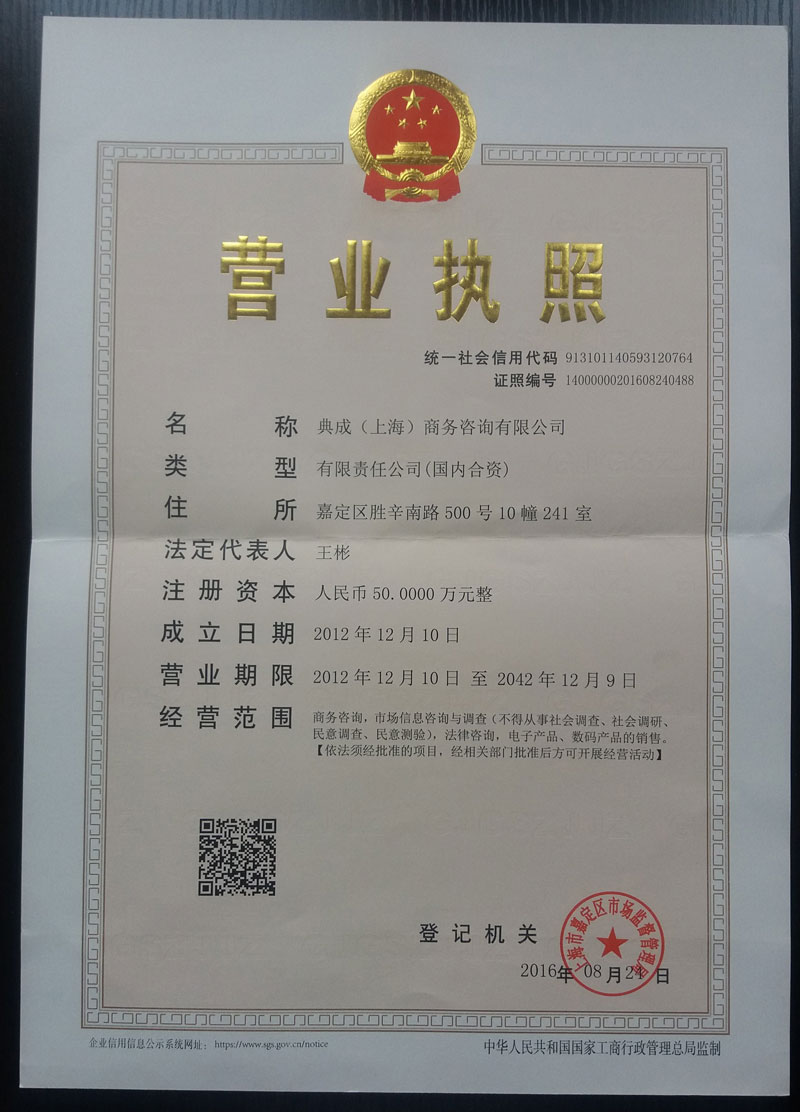 营业执照
统一社会信用代码 913101140593120764
证照编号 14000000201608240488
名称 典成（上海）商务咨询有限公司
类型 有限责任公司(国内合资)
住所 嘉定区胜辛南路500号10幢241室
法定代表人 王彬
注册资本 人民币50.0000万元整
成立日期 2012年12月10日
营业期限 2012年12月10日 至 2042年12月9日
经营范围 商务咨询，市场信息咨询与调查（不得从事社会调查、社会调研、
民意调查、民意测验），法律咨询，电子产品、数码产品的销售。
【依法须经批准的项目，经相关部门批准后方可开展经营活动】
登记机关
上海市嘉定区市场监督管理局
2016年08月24日
企业信用信息公示系统网址： https://www.sgs.gov.cn/notice
中华人民共和国国家工商行政管理总局监制